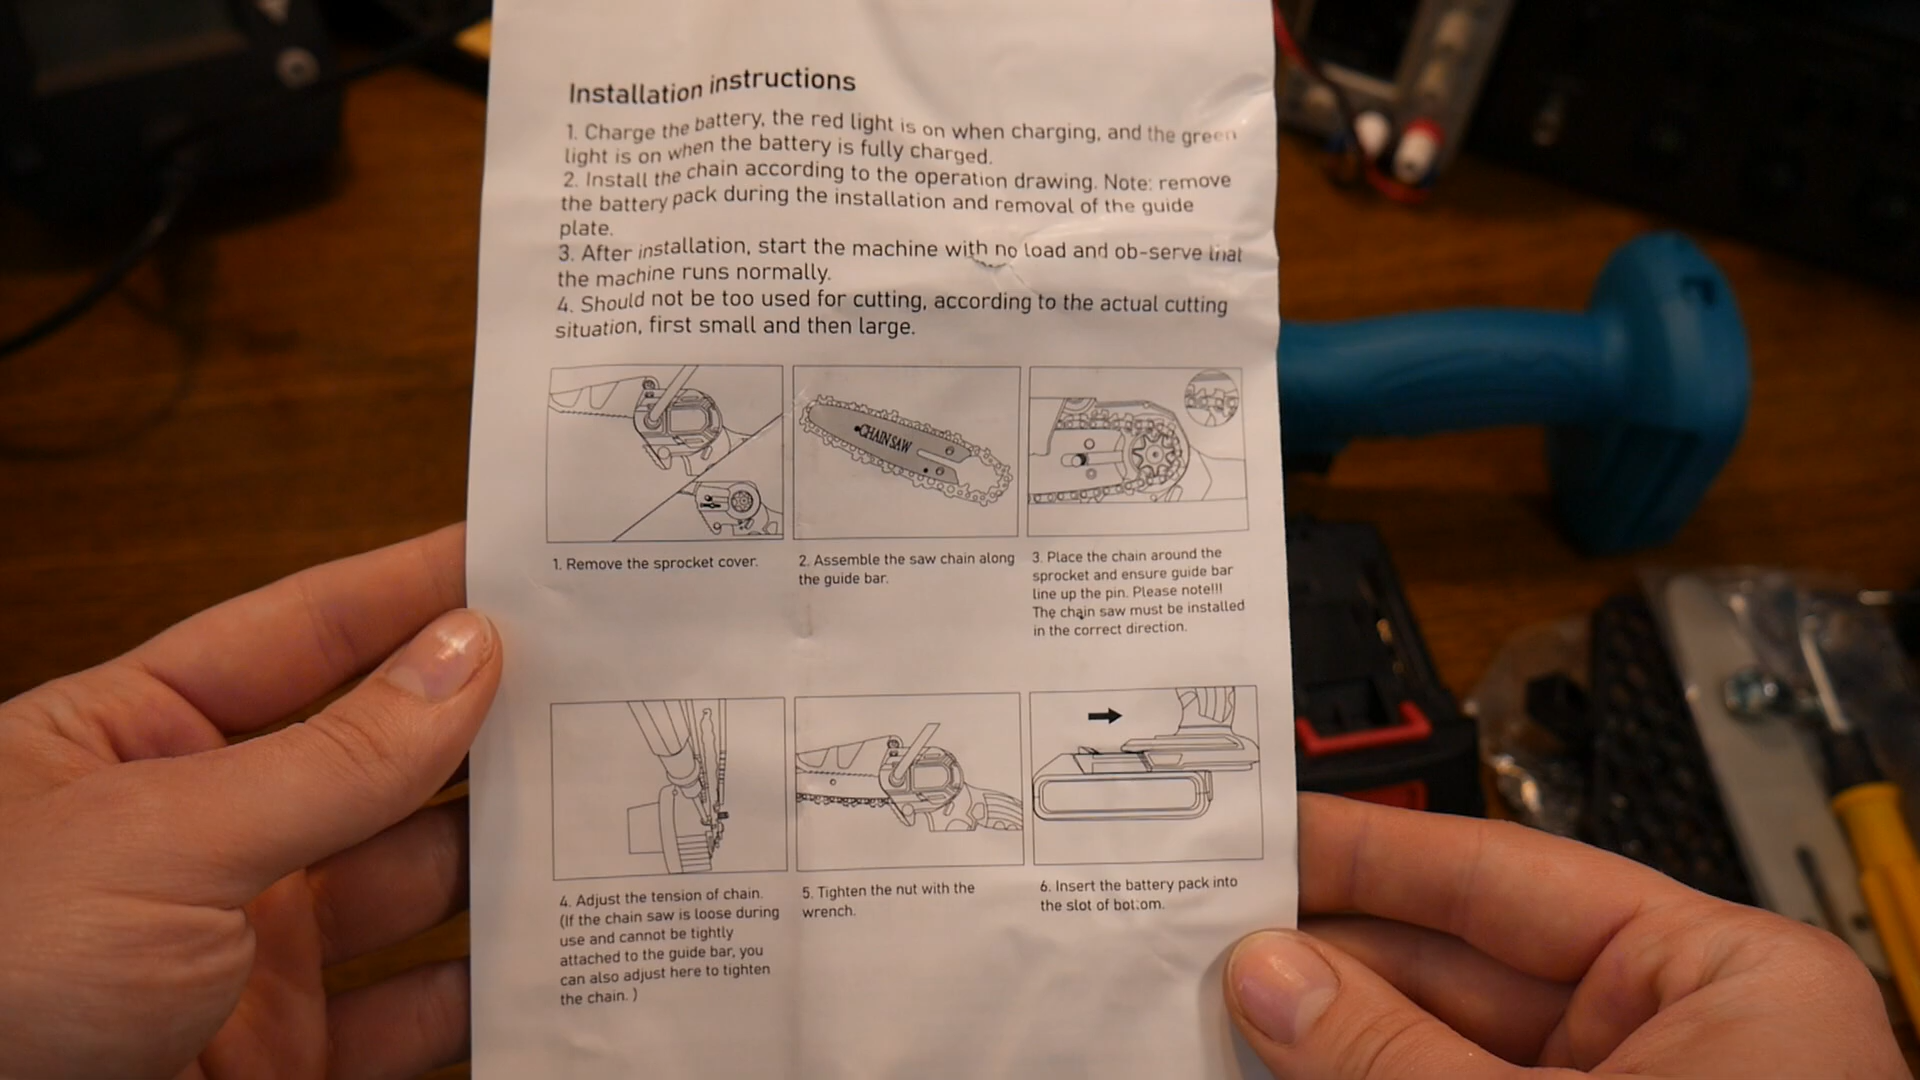 Installation instructions
1. Charge the battery, the red light is on when charging, and the green
light is on when the battery is fully charged.
2. Install the chain according to the operation drawing. Note: remove
the battery pack during the installation and removal of the guide
plate.
3. After installation, start the machine with no load and ob-serve that
the machine runs normally.
4. Should not be too used for cutting, according to the actual cutting
situation, first small and then large.
CHAIN SAW
1. Remove the sprocket cover.
2. Assemble the saw chain along
the guide bar.
3. Place the chain around the
sprocket and ensure guide bar
line up the pin. Please note!!!
The chain saw must be installed
in the correct direction.
4. Adjust the tension of chain.
(If the chain saw is loose during
use and cannot be tightly
attached to the guide bar, you
can also adjust here to tighten
the chain. )
5. Tighten the nut with the
wrench.
6. Insert the battery pack into
the slot of bottom.